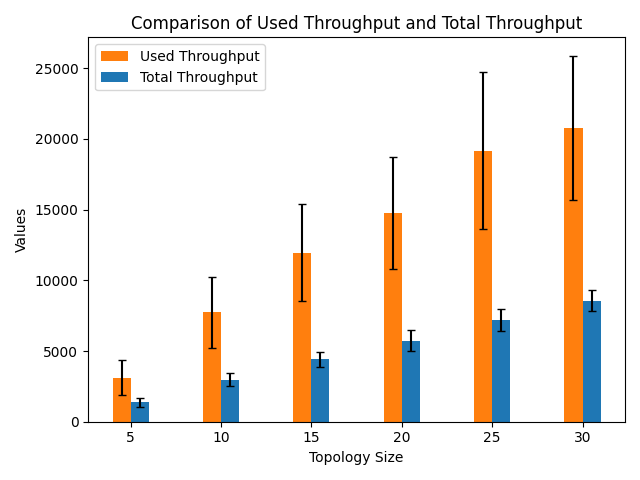 Comparison of Used Throughput and Total Throughput
Used Throughput
Total Throughput
25000
20000
15000
10000
5000
0
Values
5 10 15 20 25 30
Topology Size